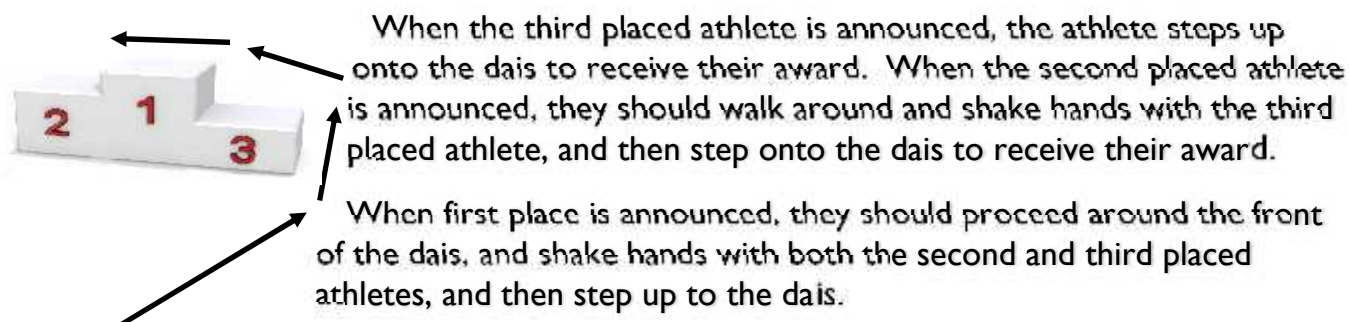 When the third placed athlete is announced, the athlete steps up
onto the dais to receive their award. When the second placed athlete
is announced, they should walk around and shake hands with the third
placed athlete, and then step onto the dais to receive their award.
When first place is announced, they should proceed around the front
of the dais, and shake hands with both the second and third placed
athletes, and then step up to the dais.
2 1 3